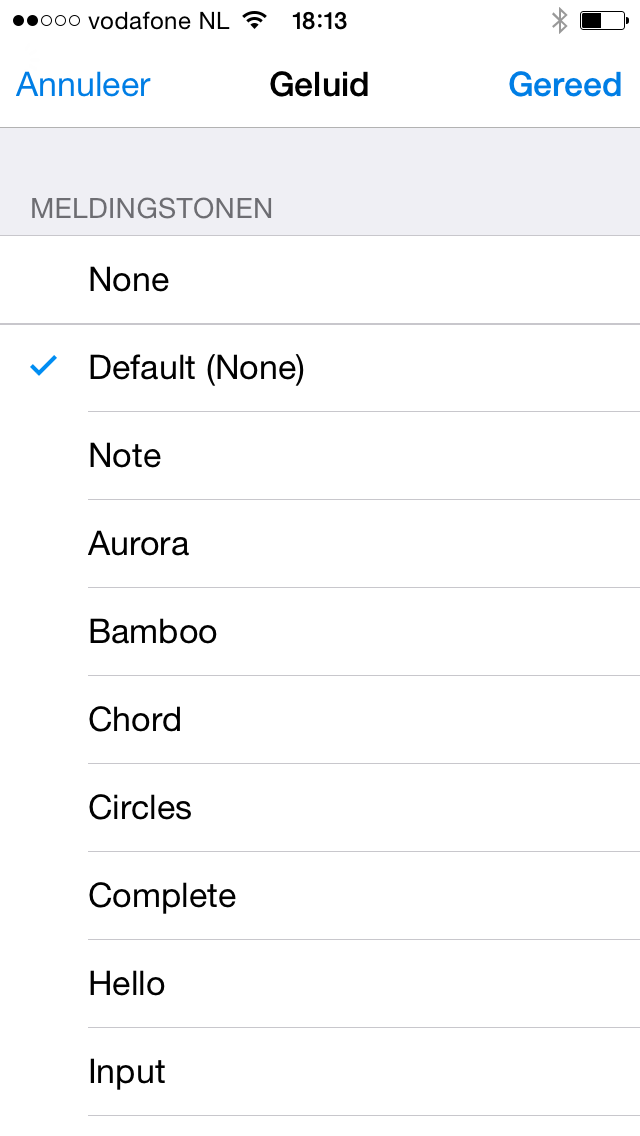 vodafone NL 18:13
Annuleer Geluid Gereed
MELDINGSTONEN
None
Default (None)
Note
Aurora
Bamboo
Chord
Circles
Complete
Hello
Input